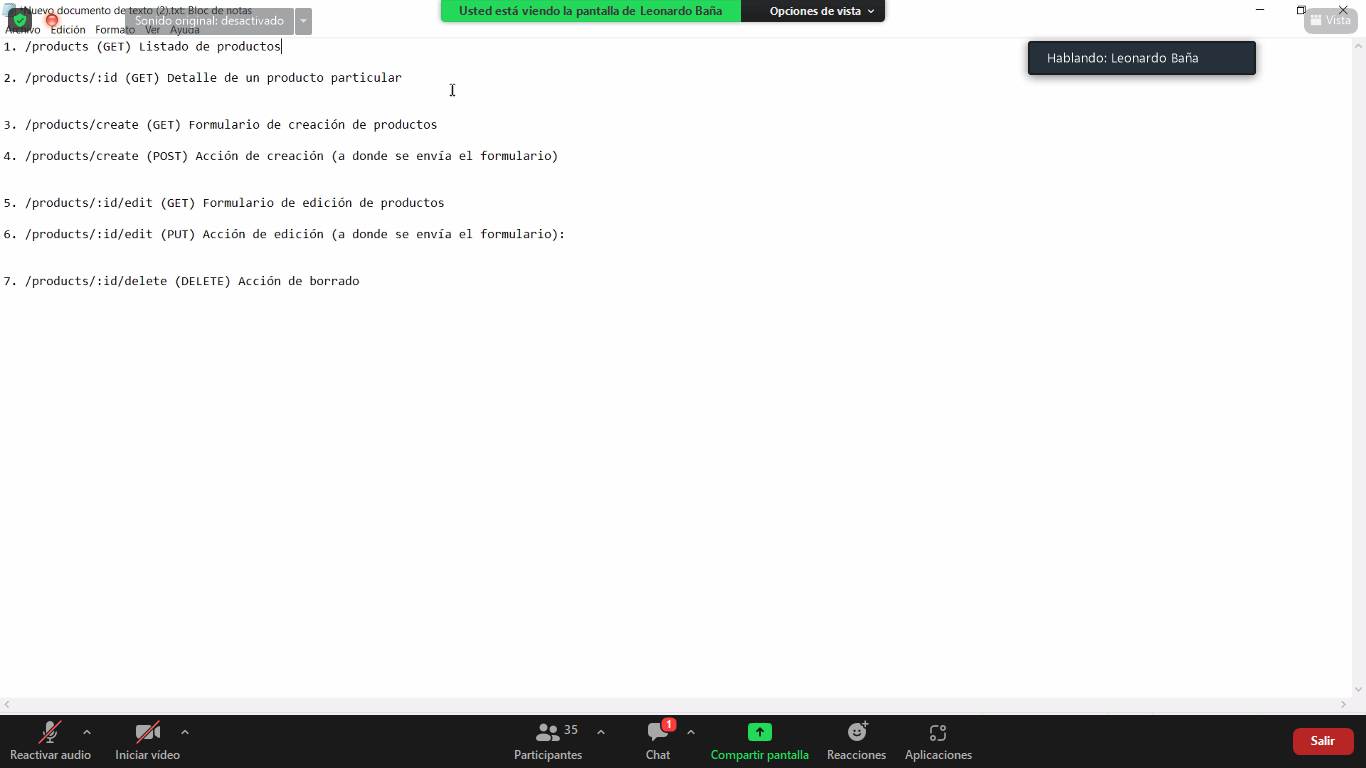 Nuevo documento de texto (2).txt: Bloc de notas
Sonido original: desactivado
Usted está viendo la pantalla de Leonardo Baña
Opciones de vista
Vista
Archivo Edición Formato Ver Ayuda
Hablando: Leonardo Baña
1. /products (GET) Listado de productos
2. /products/:id (GET) Detalle de un producto particular
3. /products/create (GET) Formulario de creación de productos
4. /products/create (POST) Acción de creación (a donde se envía el formulario)
5. /products/:id/edit (GET) Formulario de edición de productos
6. /products/:id/edit (PUT) Acción de edición (a donde se envía el formulario):
7. /products/:id/delete (DELETE) Acción de borrado
35
1
Reactivar audio
Iniciar vídeo
Participantes
Chat
Compartir pantalla
Reacciones
Aplicaciones
Salir